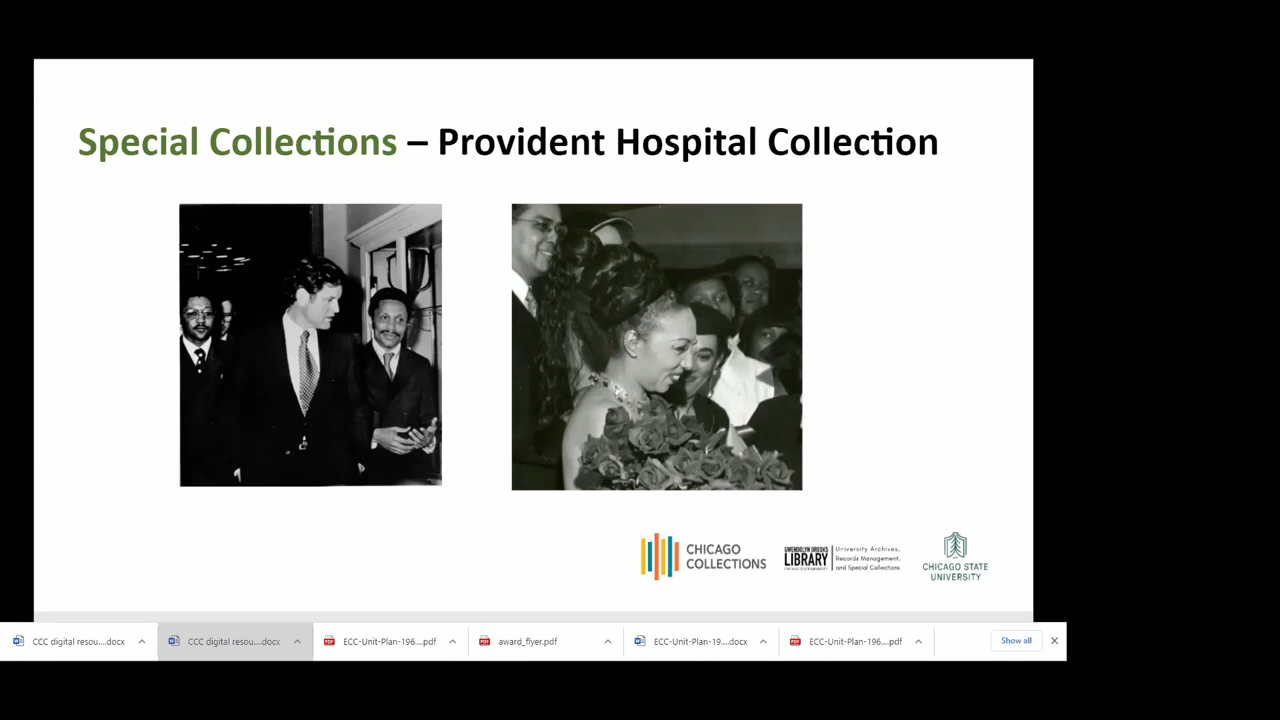 Special Collections – Provident Hospital Collection
CHICAGO
COLLECTIONS
GWENDOLYN BROOKS
LIBRARY
University Archives,
Records Management,
and Special Collections
CHICAGO STATE
UNIVERSITY
CCC digital resou....docx
CCC digital resou....docx
ECC-Unit-Plan-196....pdf
award_flyer.pdf
ECC-Unit-Plan-19....docx
ECC-Unit-Plan-196....pdf
Show all